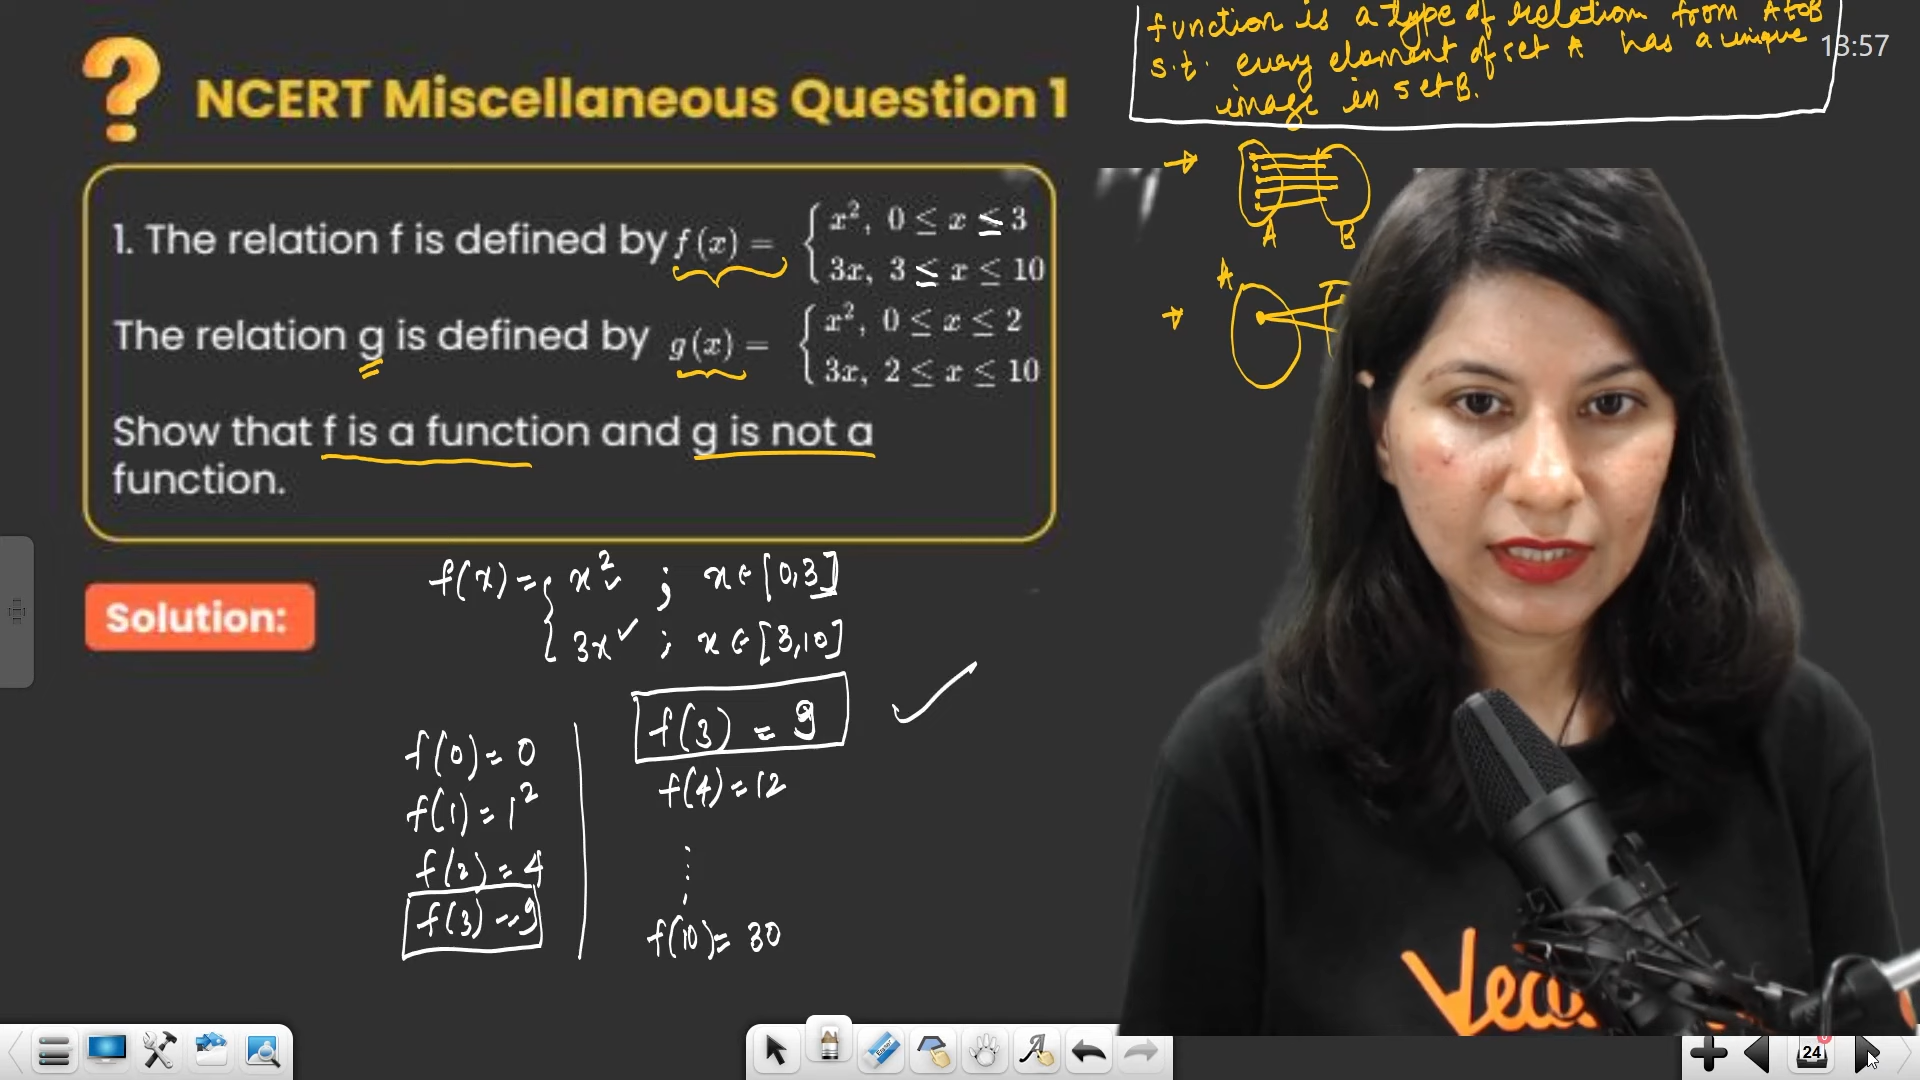 function is a type of relation from A to B
s.t. every element of set A has a unique
image in set B.
13:57
NCERT Miscellaneous Question 1
1. The relation f is defined by f(x) = { x², 0 ≤ x ≤ 3
3x, 3 ≤ x ≤ 10
The relation g is defined by g(x) = { x², 0 ≤ x ≤ 2
3x, 2 ≤ x ≤ 10
Show that f is a function and g is not a
function.
A B
A
Solution:
f(x) = { x² ; x ∈ [0,3]
3x ; x ∈ [3,10]
f(0) = 0
f(1) = 1²
f(2) = 4
f(3) = 9
f(3) = 9
f(4) = 12
f(10) = 30
24